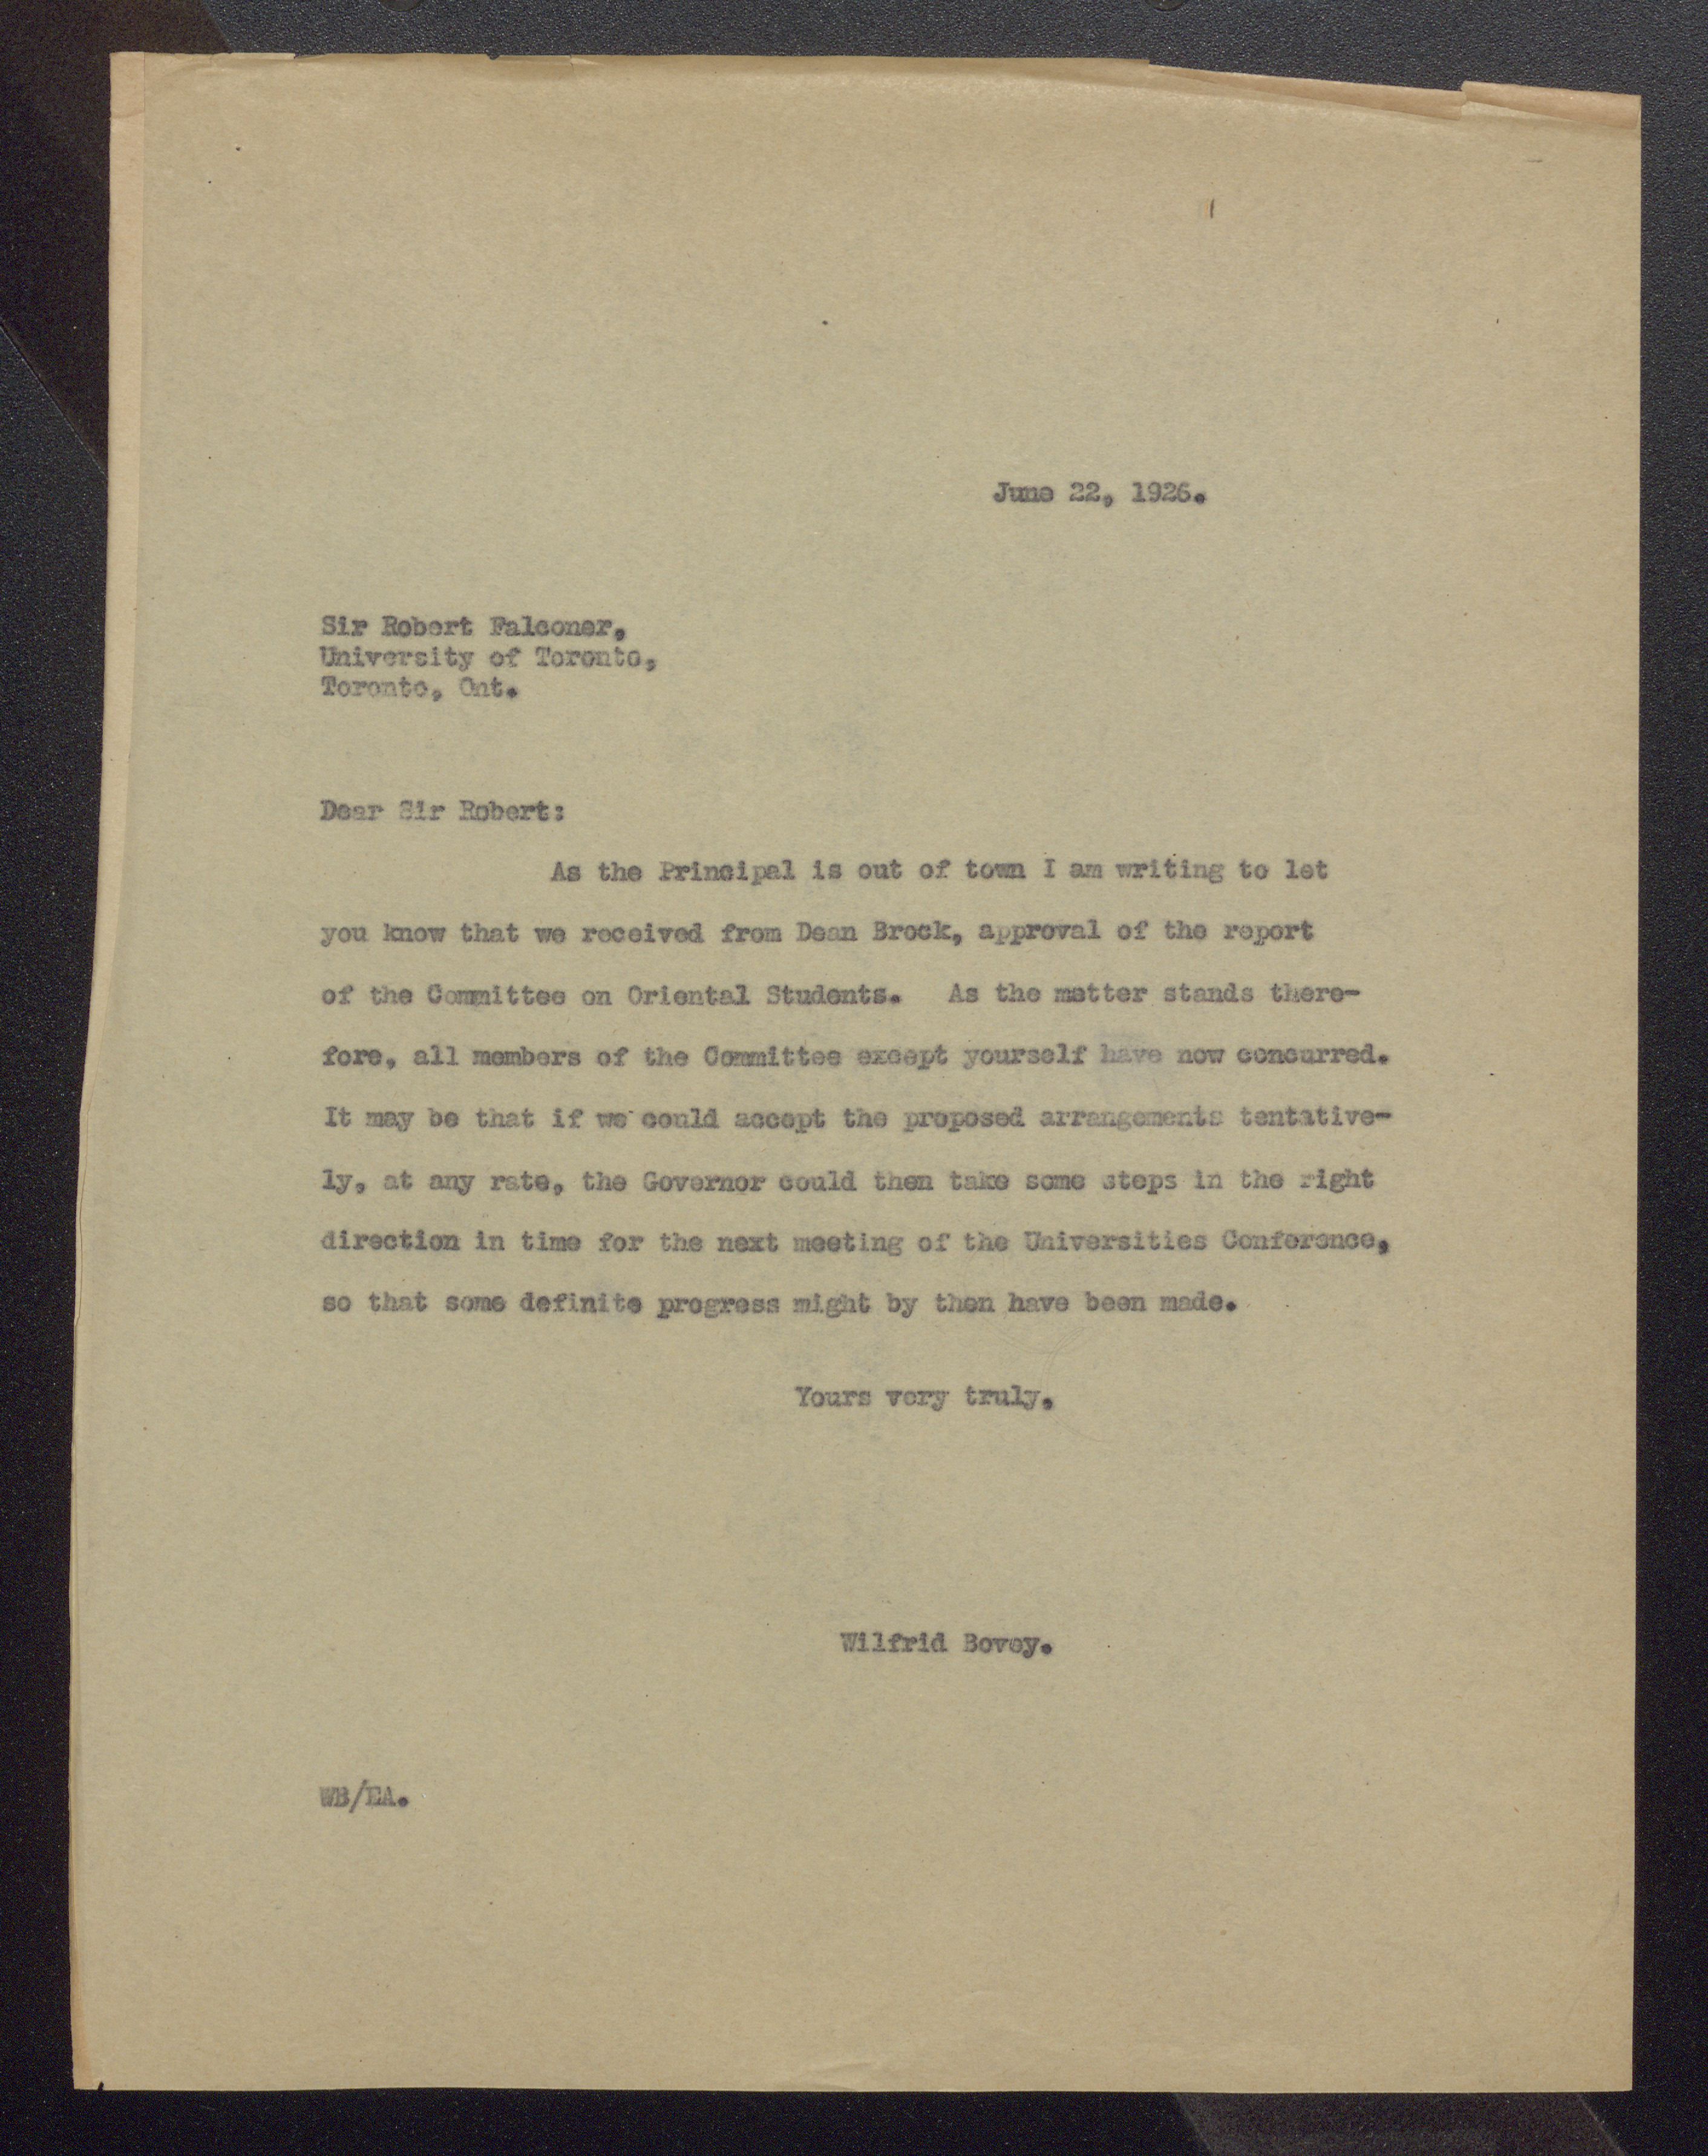 June 22, 1926.
Sir Robert Falconer,
University of Toronto,
Toronto, Ont.
Dear Sir Robert:
As the Principal is out of town I am writing to let
you know that we received from Dean Brock, approval of the report
of the Committee on Oriental Students. As the matter stands there-
fore, all members of the Committee except yourself have now concurred.
It may be that if we could accept the proposed arrangements tentative-
ly, at any rate, the Governor could then take some steps in the right
direction in time for the next meeting of the Universities Conference,
so that some definite progress might by then have been made.
Yours very truly,
Wilfrid Bovey.
WB/EA.